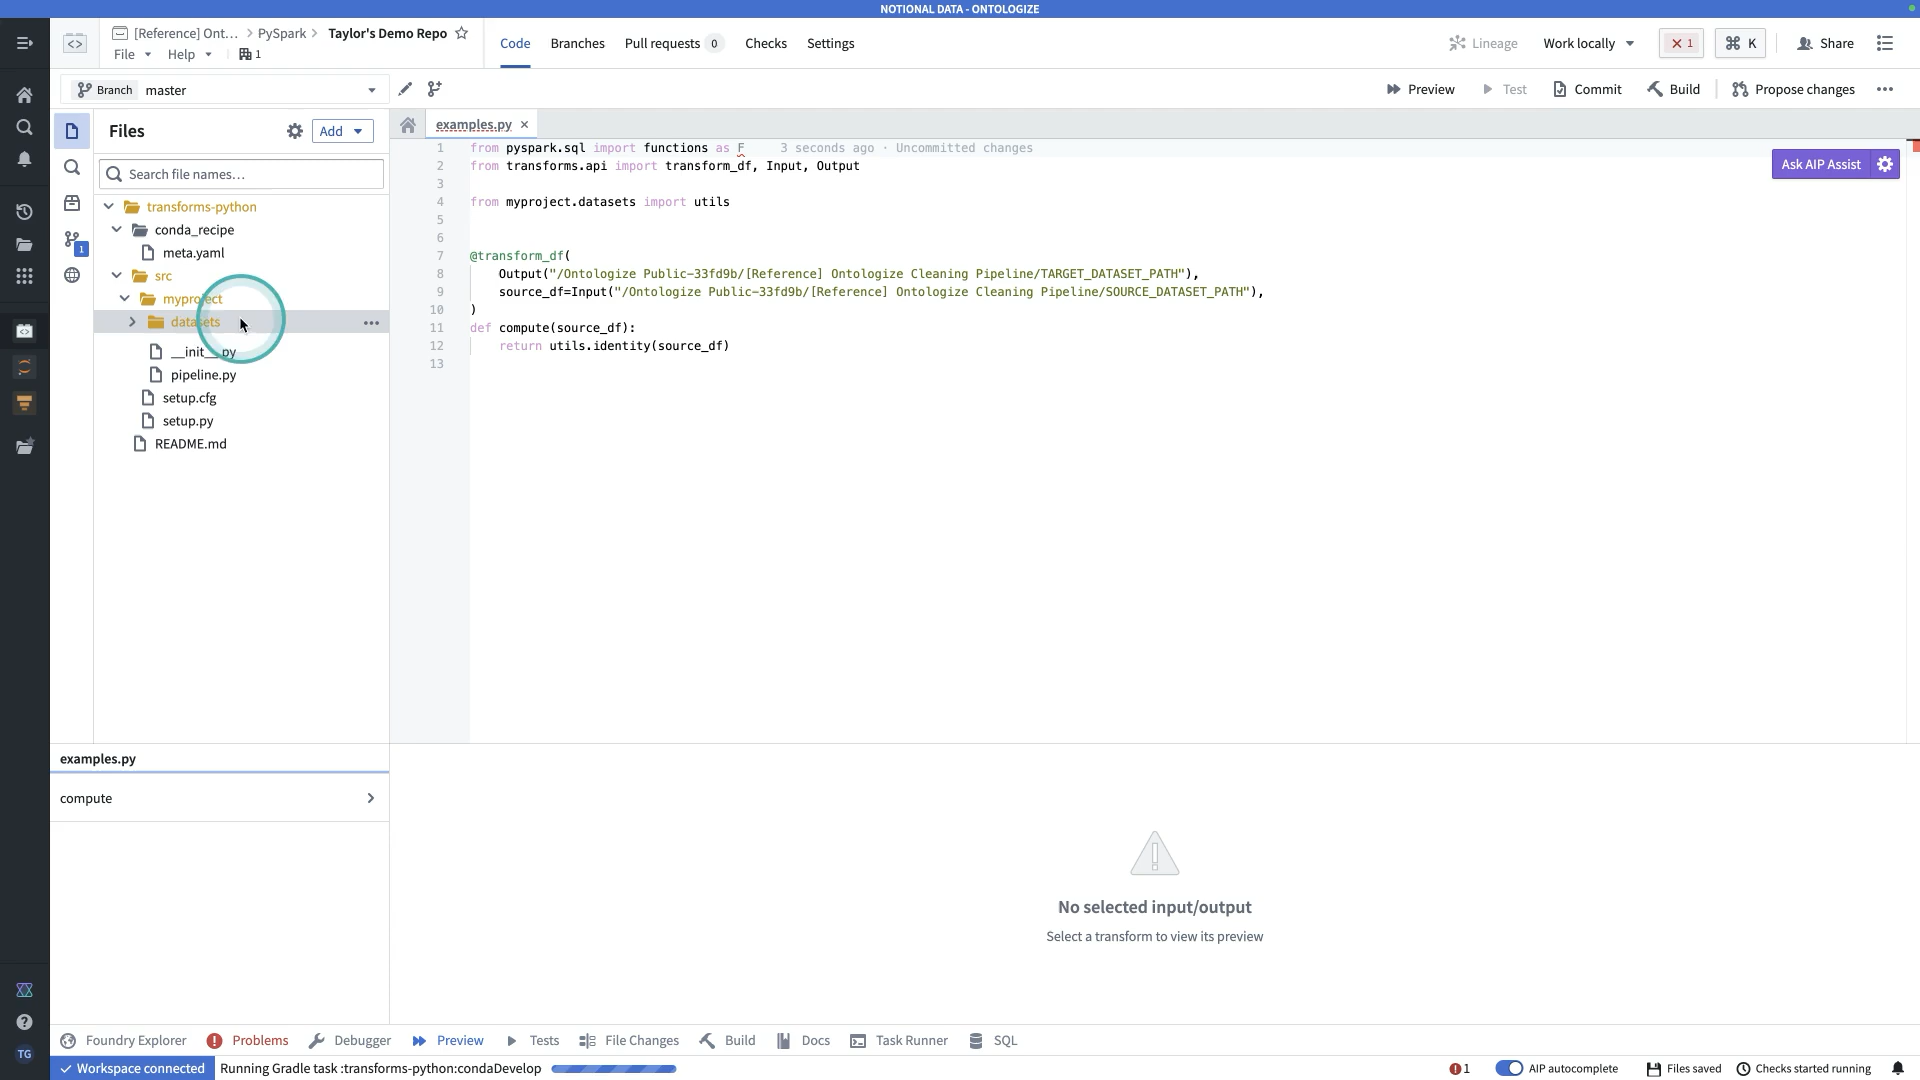 NOTIONAL DATA - ONTOLOGIZE
[Reference] Ont... > PySpark > Taylor's Demo Repo
File Help 1
Code Branches Pull requests 0 Checks Settings
Lineage Work locally 1 ⌘ K Share
Branch master
Preview Test Commit Build Propose changes
Files Add
Search file names...
transforms-python
conda_recipe
meta.yaml
src
myproject
datasets
__init__.py
pipeline.py
setup.cfg
setup.py
README.md
examples.py
Ask AIP Assist
1 from pyspark.sql import functions as F 3 seconds ago · Uncommitted changes
2 from transforms.api import transform_df, Input, Output
3
4 from myproject.datasets import utils
5
6
7 @transform_df(
8 Output("/Ontologize Public-33fd9b/[Reference] Ontologize Cleaning Pipeline/TARGET_DATASET_PATH"),
9 source_df=Input("/Ontologize Public-33fd9b/[Reference] Ontologize Cleaning Pipeline/SOURCE_DATASET_PATH"),
10 )
11 def compute(source_df):
12 return utils.identity(source_df)
13
examples.py
compute
No selected input/output
Select a transform to view its preview
Foundry Explorer Problems Debugger Preview Tests File Changes Build Docs Task Runner SQL
TG
1
Workspace connected Running Gradle task :transforms-python:condaDevelop 1 AIP autocomplete Files saved Checks started running